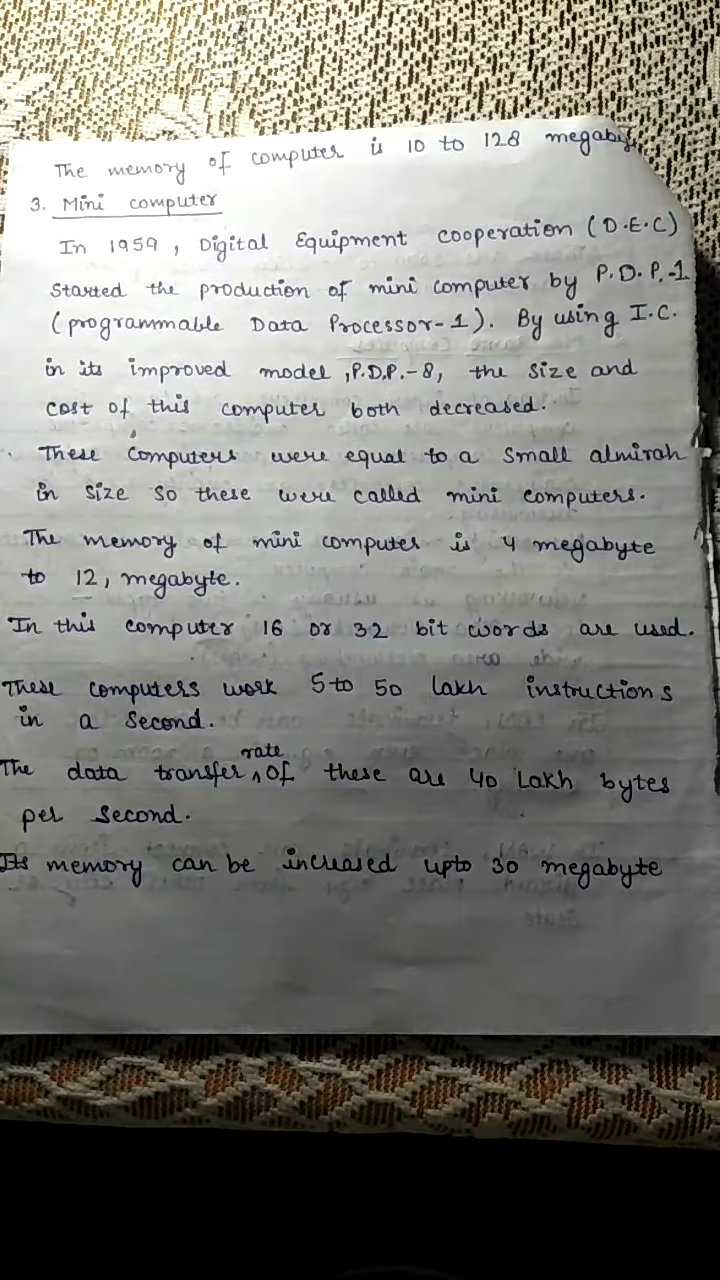 The memory of computer is 10 to 128 megaby
3. Mini computer
In 1959, Digital Equipment cooperation (D.E.C)
Started the production of mini computer by P.D.P.-1
(programmable Data Processor-1). By using I.C.
in its improved model, P.D.P.-8, the size and
cost of this computer both decreased.
These computers were equal to a small almirah
in size so these were called mini computers.
The memory of mini computer is 4 megabyte
to 12, megabyte.
In this computer 16 or 32 bit words are used.
These computers work 5 to 50 lakh instructions
in a Second.
The data transfer rate of these are 40 Lakh bytes
per Second.
Its memory can be increased upto 30 megabyte